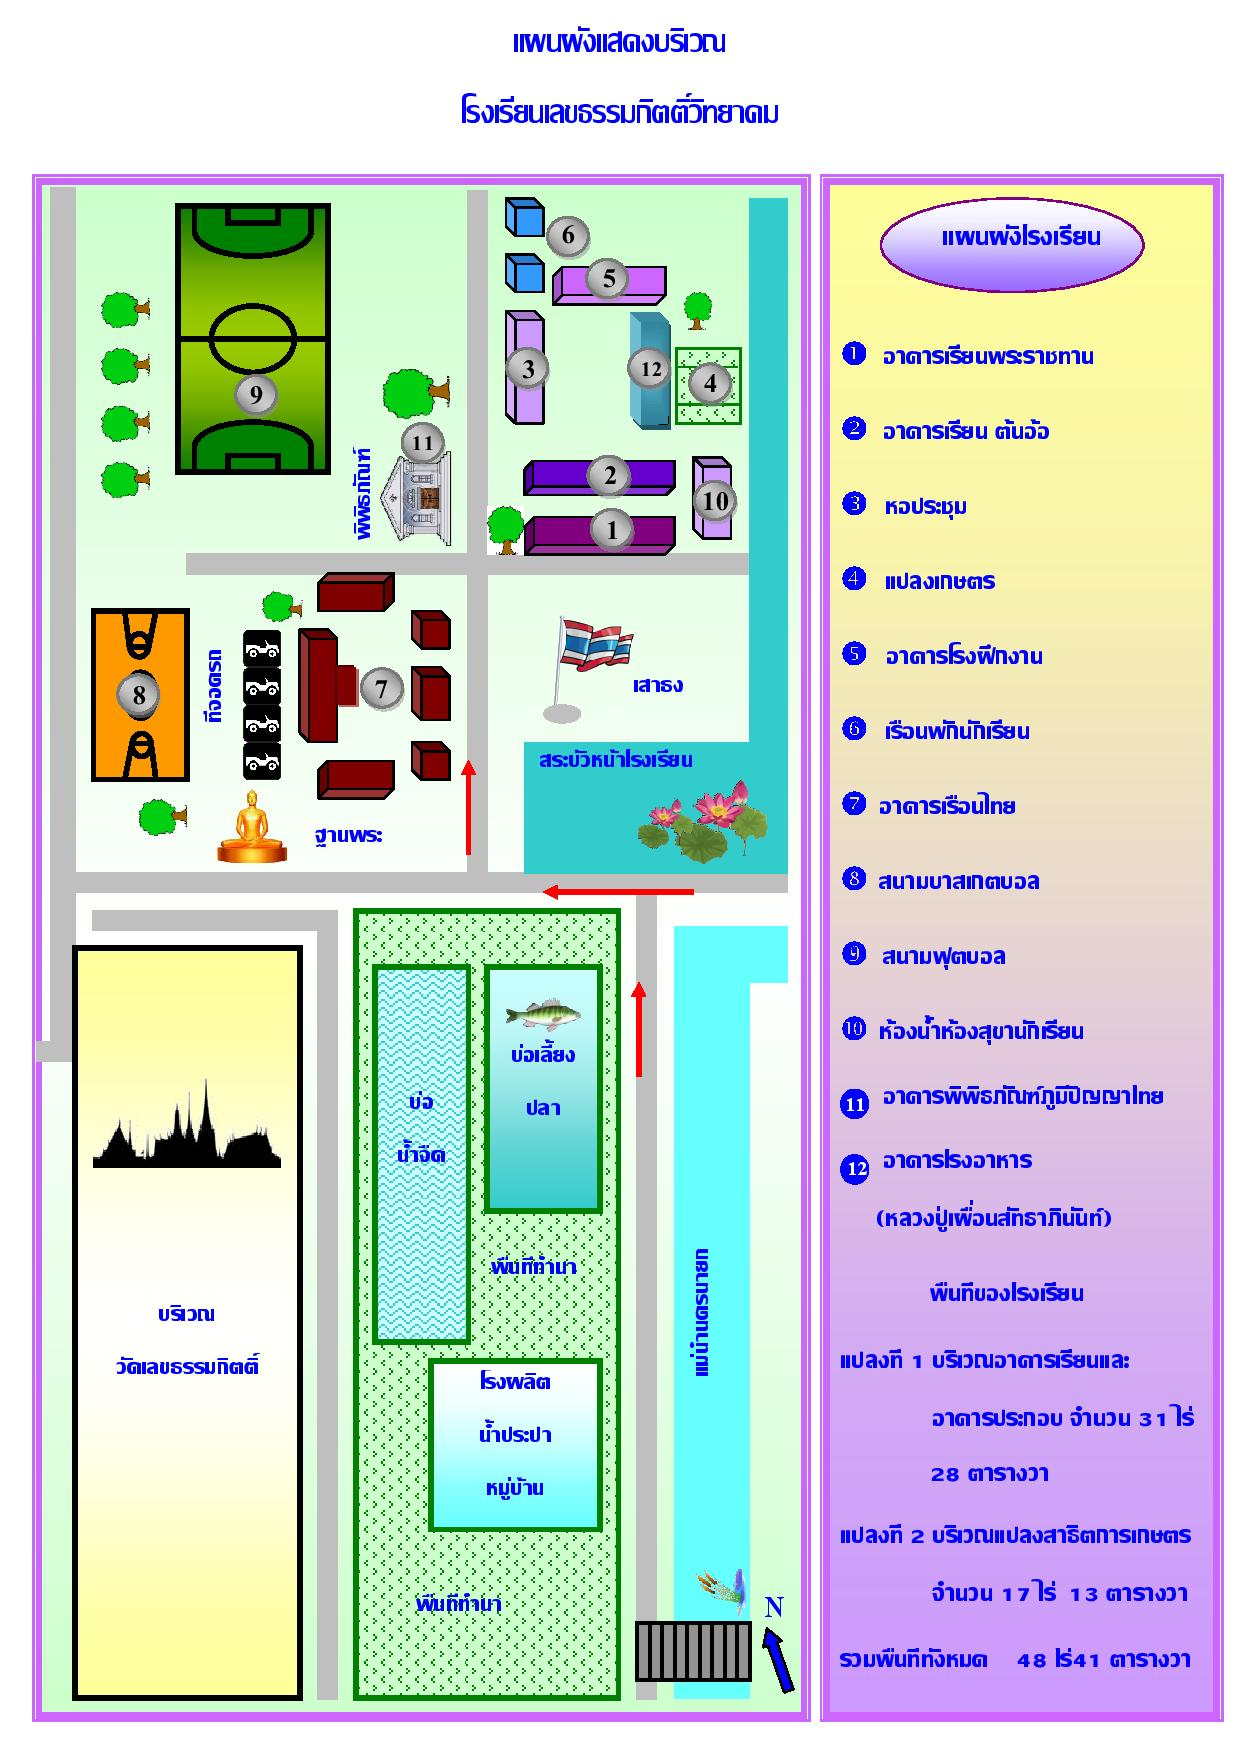 แผนผังแสดงบริเวณ
โรงเรียนเลขธรรมกิตติ์วิทยาคม
6
5
3
12
4
9
11
พิพิธภัณฑ์
2
10
1
8
ที่จอดรถ
7
เสาธง
สระบัวหน้าโรงเรียน
ฐานพระ
บ่อเลี้ยง
ปลา
บ่อ
น้ำจืด
พื้นที่ทำนา
แม่น้ำนครนายก
บริเวณ
วัดเลขธรรมกิตติ์
โรงผลิต
น้ำประปา
หมู่บ้าน
พื้นที่ทำนา
N
แผนผังโรงเรียน
❶ อาคารเรียนพระราชทาน
❷ อาคารเรียน ต้นอ้อ
❸ หอประชุม
❹ แปลงเกษตร
❺ อาคารโรงฝึกงาน
❻ เรือนพักนักเรียน
❼ อาคารเรือนไทย
❽ สนามบาสเกตบอล
❾ สนามฟุตบอล
❿ ห้องน้ำห้องสุขานักเรียน
11 อาคารพิพิธภัณฑ์ภูมิปัญญาไทย
12 อาคารโรงอาหาร
(หลวงปู่เผื่อนสัทธาภินันท์)
พื้นที่ของโรงเรียน
แปลงที่ 1 บริเวณอาคารเรียนและ
อาคารประกอบ จำนวน 31 ไร่
28 ตารางวา
แปลงที่ 2 บริเวณแปลงสาธิตการเกษตร
จำนวน 17 ไร่ 13 ตารางวา
รวมพื้นที่ทั้งหมด 48 ไร่41 ตารางวา